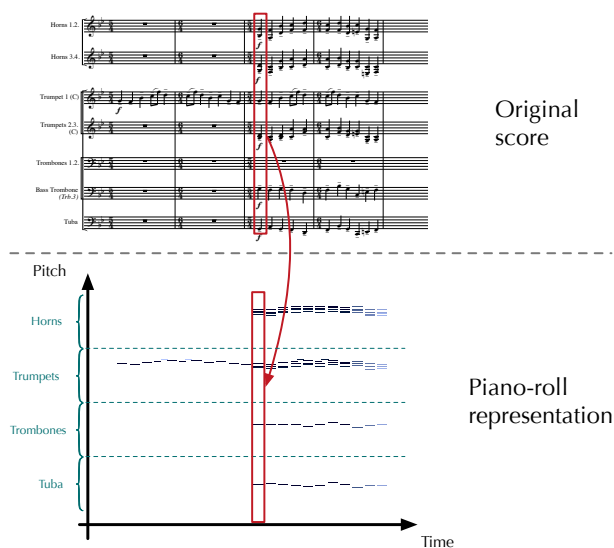 Horns 1.2.
f
Horns 3.4.
f
Trumpet 1 (C)
f
Trumpets 2.3.
(C)
f
Trombones 1.2.
Bass Trombone
(Trb.3)
Tuba
f
f
Original
score
Pitch
Horns
Trumpets
Trombones
Tuba
Piano-roll
representation
Time